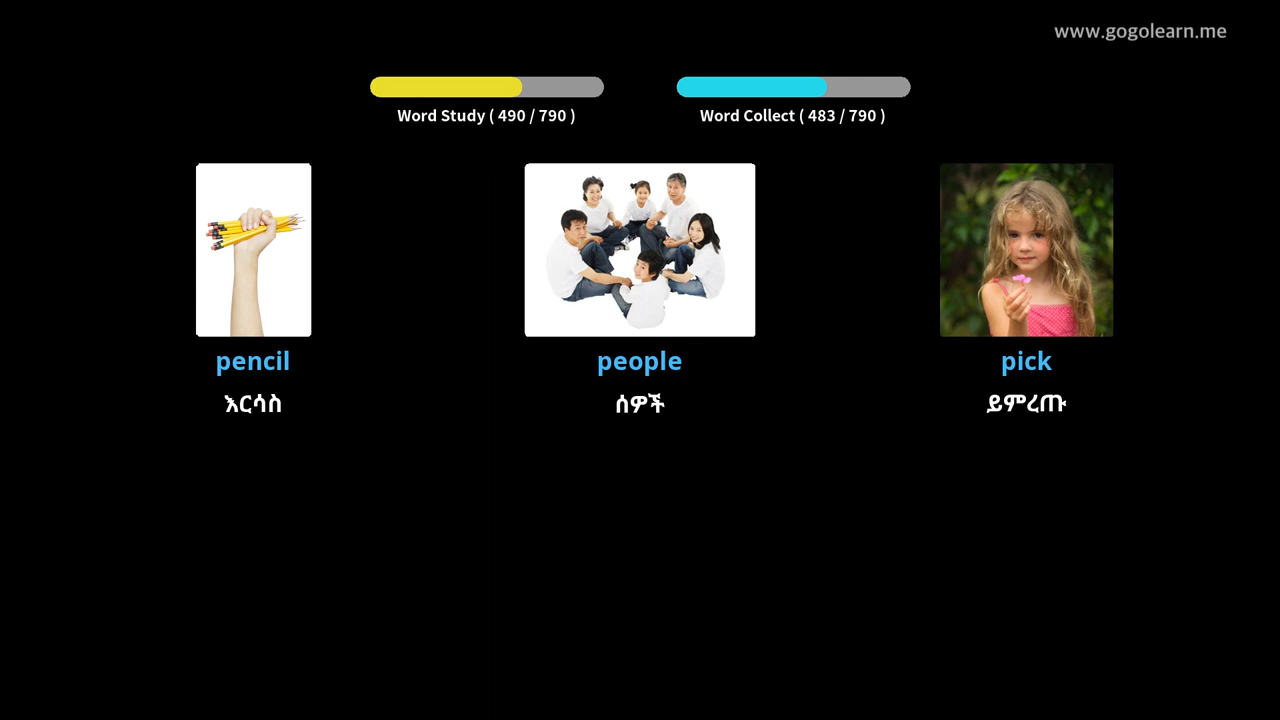 www.gogolearn.me
Word Study ( 490 / 790 )
Word Collect ( 483 / 790 )
pencil
people
pick
እርሳስ
ሰዎች
ይምረጡ